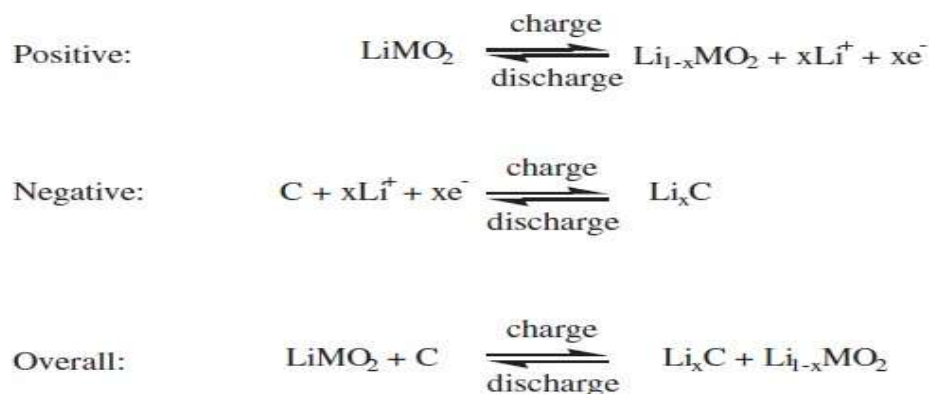 charge
Positive: LiMO₂ ⇌ Li₁₋ₓMO₂ + xLi⁺ + xe⁻
discharge
charge
Negative: C + xLi⁺ + xe⁻ ⇌ LiₓC
discharge
charge
Overall: LiMO₂ + C ⇌ LiₓC + Li₁₋ₓMO₂
discharge